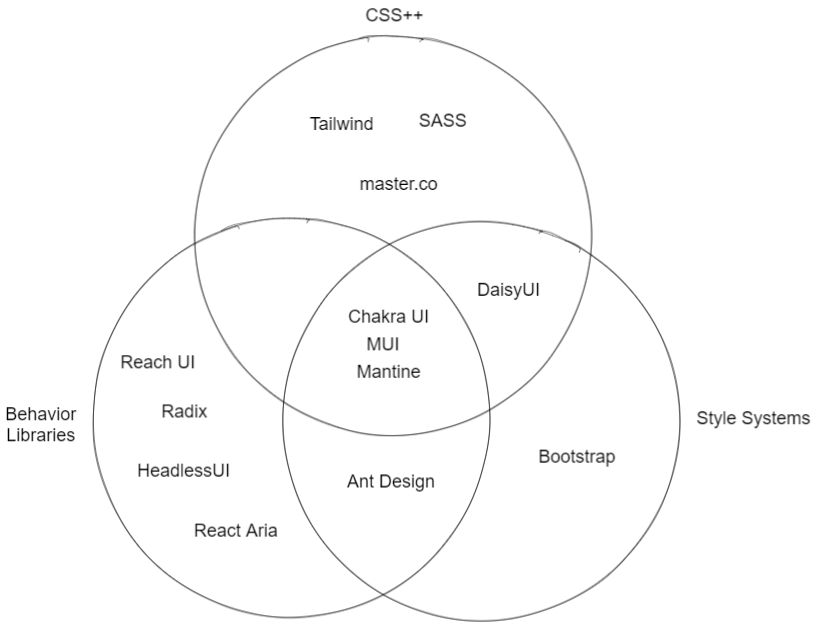 CSS++
Tailwind
SASS
master.co
DaisyUI
Chakra UI
MUI
Mantine
Reach UI
Radix
HeadlessUI
React Aria
Behavior
Libraries
Style Systems
Bootstrap
Ant Design